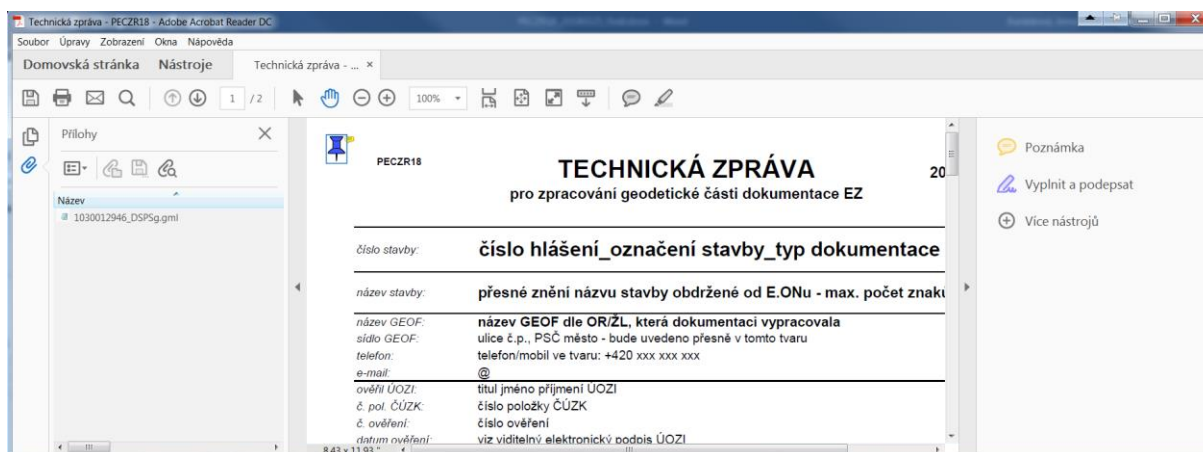 Technická zpráva - PECZR18 - Adobe Acrobat Reader DC
Soubor Úpravy Zobrazení Okna Nápověda
Domovská stránka Nástroje Technická zpráva - ... ×
1 / 2 100%
Přílohy
Název
1030012946_DSPSg.gml
PECZR18 TECHNICKÁ ZPRÁVA 20
pro zpracování geodetické části dokumentace EZ
číslo stavby: číslo hlášení_označení stavby_typ dokumentace
název stavby: přesné znění názvu stavby obdržené od E.ONu - max. počet znaků
název GEOF: název GEOF dle OR/ŽL, která dokumentaci vypracovala
sídlo GEOF: ulice č.p., PSČ město - bude uvedeno přesně v tomto tvaru
telefon: telefon/mobil ve tvaru: +420 xxx xxx xxx
e-mail: @
ověřil ÚOZI: titul jméno příjmení ÚOZI
č. pol. ČÚZK: číslo položky ČÚZK
č. ověření: číslo ověření
datum ověření: viz viditelný elektronický podpis ÚOZI
8,43 x 11,93 "
Poznámka
Vyplnit a podepsat
Více nástrojů